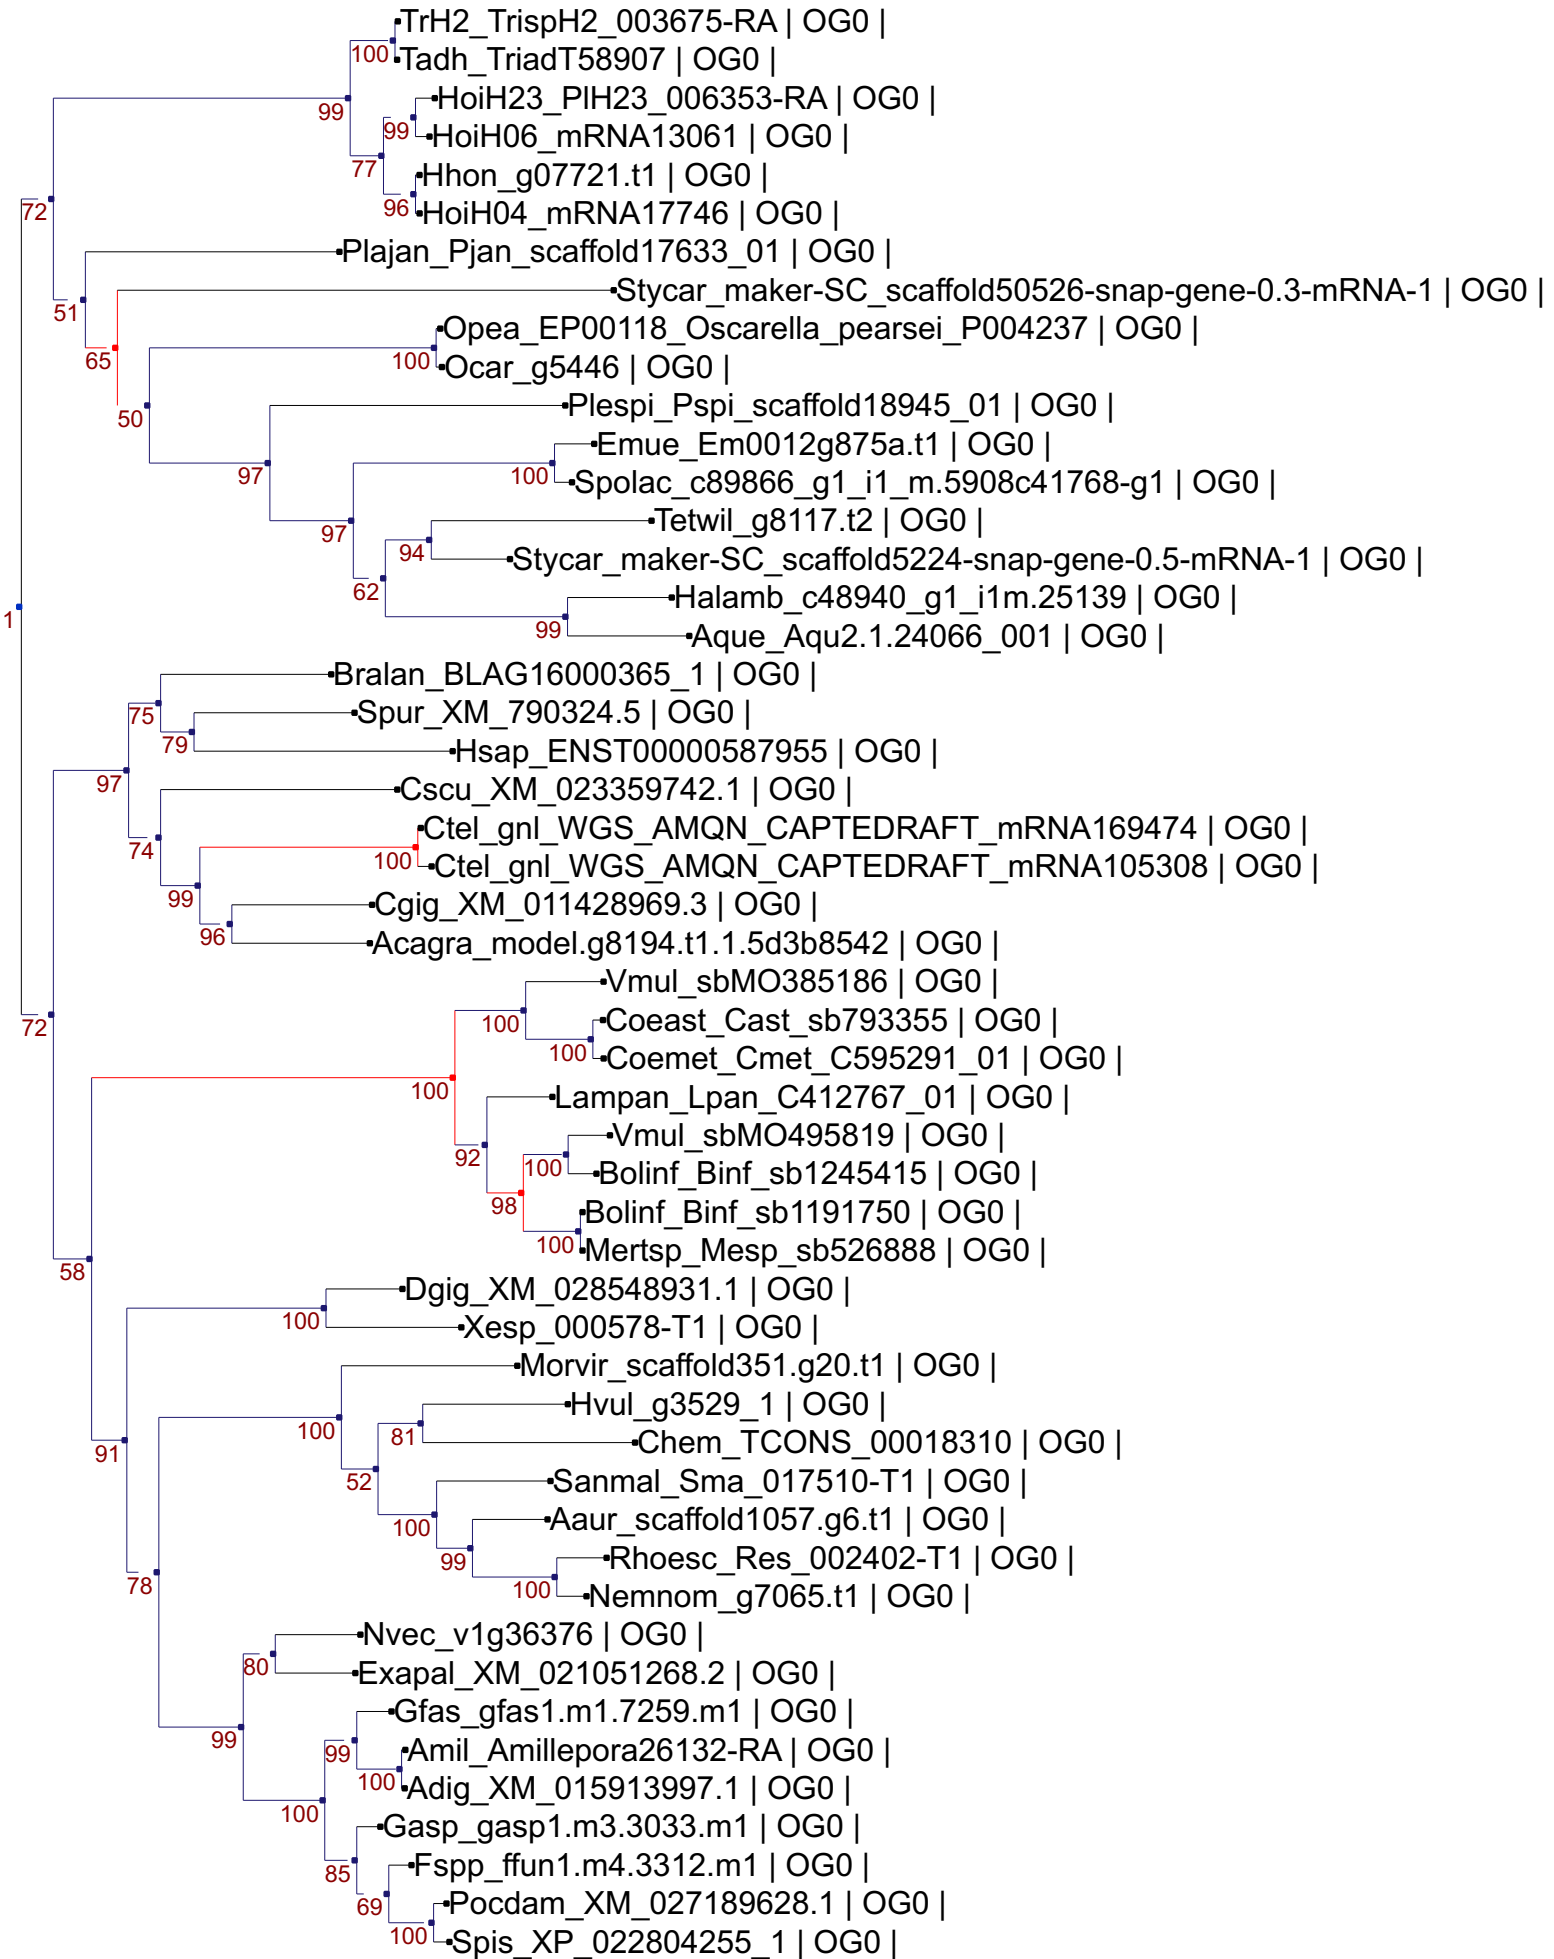 TrH2_TrispH2_003675-RA | OG0 |
100
Tadh_TriadT58907 | OG0 |
HoiH23_PlH23_006353-RA | OG0 |
99
99
HoiH06_mRNA13061 | OG0 |
77
Hhon_g07721.t1 | OG0 |
96
HoiH04_mRNA17746 | OG0 |
72
Plajan_Pjan_scaffold17633_01 | OG0 |
Stycar_maker-SC_scaffold50526-snap-gene-0.3-mRNA-1 | OG0 |
51
Opea_EP00118_Oscarella_pearsei_P004237 | OG0 |
65
100
Ocar_g5446 | OG0 |
Plespi_Pspi_scaffold18945_01 | OG0 |
50
Emue_Em0012g875a.t1 | OG0 |
97
100
Spolac_c89866_g1_i1_m.5908c41768-g1 | OG0 |
Tetwil_g8117.t2 | OG0 |
97
94
Stycar_maker-SC_scaffold5224-snap-gene-0.5-mRNA-1 | OG0 |
62
Halamb_c48940_g1_i1m.25139 | OG0 |
1
99
Aque_Aqu2.1.24066_001 | OG0 |
Bralan_BLAG16000365_1 | OG0 |
75
Spur_XM_790324.5 | OG0 |
79
Hsap_ENST00000587955 | OG0 |
97
Cscu_XM_023359742.1 | OG0 |
Ctel_gnl_WGS_AMQN_CAPTEDRAFT_mRNA169474 | OG0 |
74
100
Ctel_gnl_WGS_AMQN_CAPTEDRAFT_mRNA105308 | OG0 |
99
Cgig_XM_011428969.3 | OG0 |
96
Acagra_model.g8194.t1.1.5d3b8542 | OG0 |
Vmul_sbMO385186 | OG0 |
72
100
Coeast_Cast_sb793355 | OG0 |
100
Coemet_Cmet_C595291_01 | OG0 |
100
Lampan_Lpan_C412767_01 | OG0 |
Vmul_sbMO495819 | OG0 |
92
100
Bolinf_Binf_sb1245415 | OG0 |
98
Bolinf_Binf_sb1191750 | OG0 |
100
Mertsp_Mesp_sb526888 | OG0 |
58
Dgig_XM_028548931.1 | OG0 |
100
Xesp_000578-T1 | OG0 |
Morvir_scaffold351.g20.t1 | OG0 |
Hvul_g3529_1 | OG0 |
100
81
Chem_TCONS_00018310 | OG0 |
91
52
Sanmal_Sma_017510-T1 | OG0 |
100
Aaur_scaffold1057.g6.t1 | OG0 |
99
Rhoesc_Res_002402-T1 | OG0 |
78
100
Nemnom_g7065.t1 | OG0 |
Nvec_v1g36376 | OG0 |
80
Exapal_XM_021051268.2 | OG0 |
Gfas_gfas1.m1.7259.m1 | OG0 |
99
99
Amil_Amillepora26132-RA | OG0 |
100
Adig_XM_015913997.1 | OG0 |
100
Gasp_gasp1.m3.3033.m1 | OG0 |
85
Fspp_ffun1.m4.3312.m1 | OG0 |
69
Pocdam_XM_027189628.1 | OG0 |
100
Spis_XP_022804255_1 | OG0 |